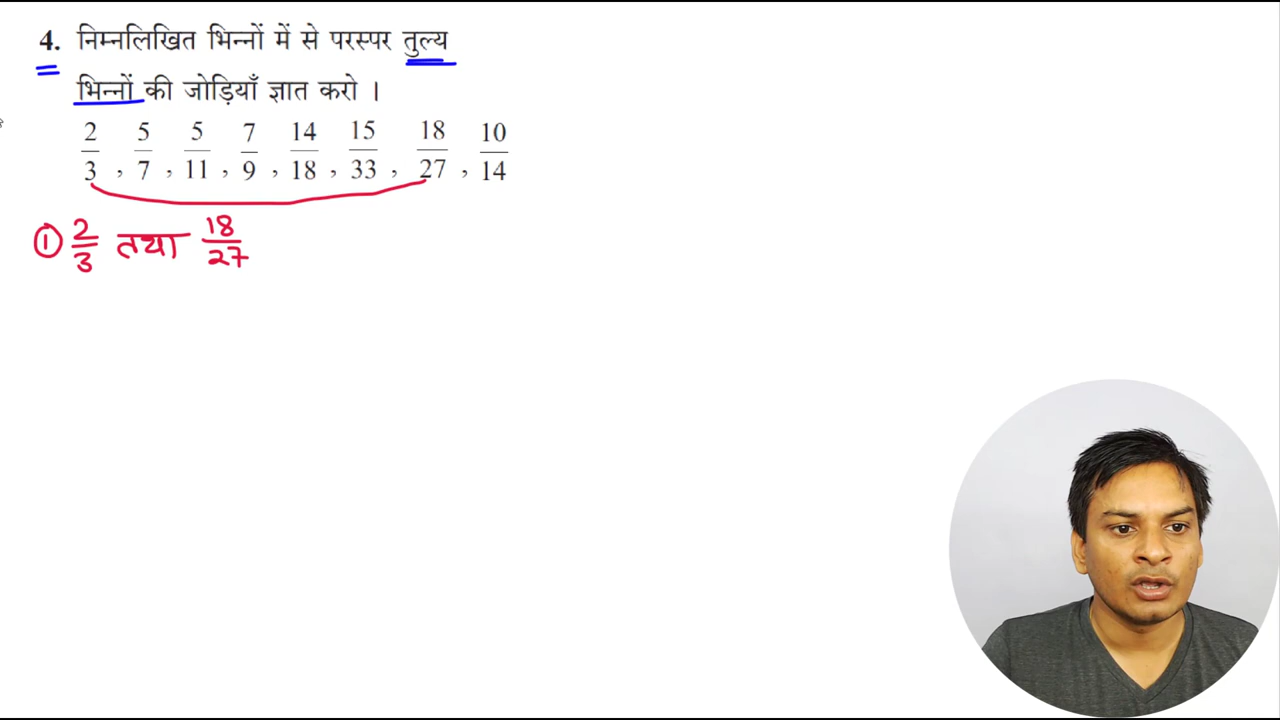 4. निम्नलिखित भिन्नों में से परस्पर तुल्य
भिन्नों की जोड़ियाँ ज्ञात करो ।
2/3, 5/7, 5/11, 7/9, 14/18, 15/33, 18/27, 10/14
① 2/3 तथा 18/27